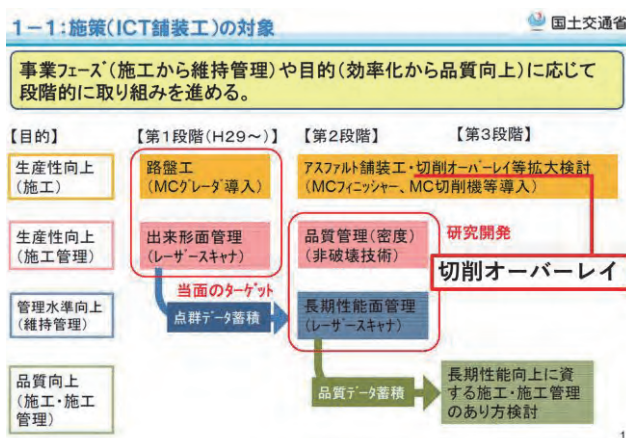 1－1：施策(ICT舗装工)の対象
国土交通省
事業フェーズ(施工から維持管理)や目的(効率化から品質向上)に応じて
段階的に取り組みを進める。
【目的】
【第1段階(H29～)】
【第2段階】
【第3段階】
生産性向上
(施工)
路盤工
(MCグレーダ導入)
アスファルト舗装工・切削オーバーレイ等拡大検討
(MCフィニッシャー、MC切削機等導入)
生産性向上
(施工管理)
出来形面管理
(レーザースキャナ)
品質管理(密度)
(非破壊技術)
研究開発
切削オーバーレイ
当面のターゲット
管理水準向上
(維持管理)
点群データ蓄積
長期性能面管理
(レーザースキャナ)
品質向上
(施工・施工
管理)
品質データ蓄積
長期性能向上に資
する施工・施工管理
のあり方検討
1